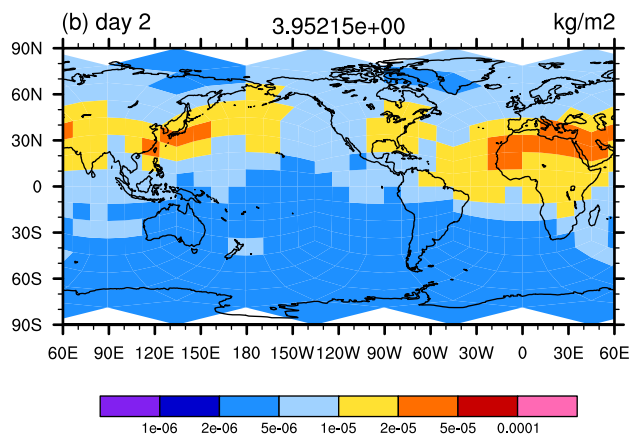 (b) day 2 3.95215e+00 kg/m2
90N
60N
30N
0
30S
60S
90S
60E 90E 120E 150E 180 150W 120W 90W 60W 30W 0 30E 60E
1e-06 2e-06 5e-06 1e-05 2e-05 5e-05 0.0001